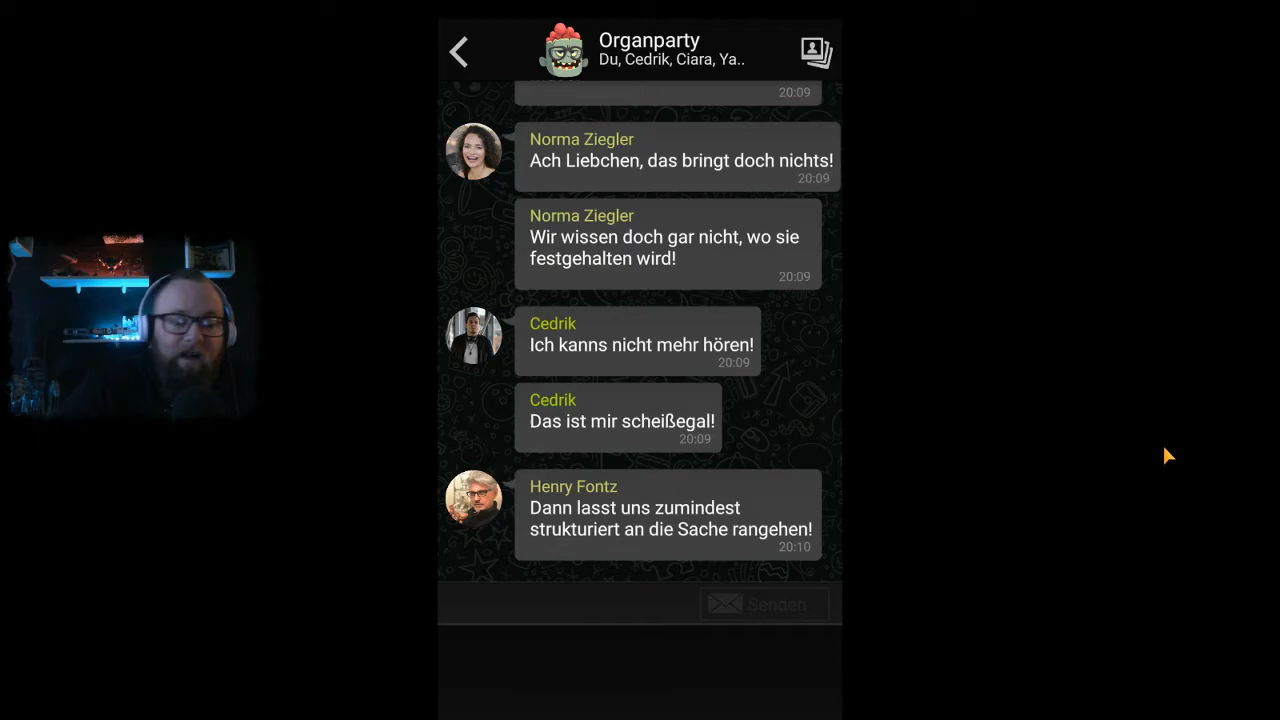 Organparty
Du, Cedrik, Ciara, Ya..
20:09
Norma Ziegler
Ach Liebchen, das bringt doch nichts!
20:09
Norma Ziegler
Wir wissen doch gar nicht, wo sie
festgehalten wird!
20:09
Cedrik
Ich kanns nicht mehr hören!
20:09
Cedrik
Das ist mir scheißegal!
20:09
Henry Fontz
Dann lasst uns zumindest
strukturiert an die Sache rangehen!
20:10
Senden